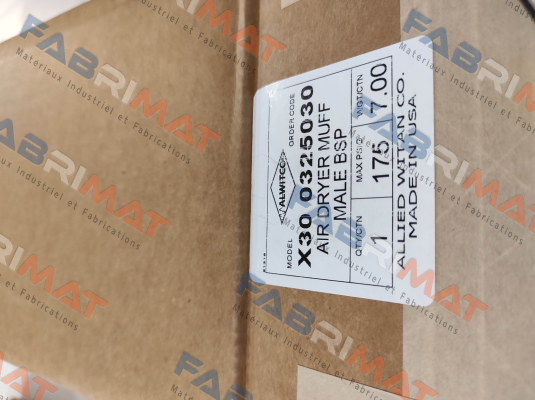 ALWITCO
MODEL ORDER CODE
X30 0325030
AIR DRYER MUFF
MALE BSP
QTY/CTN MAX PSIG WGT/CTN
1 175 7.00
ALLIED WITAN CO.
MADE IN USA
FABRIMAT
Materiaux Industriel et Fabrications